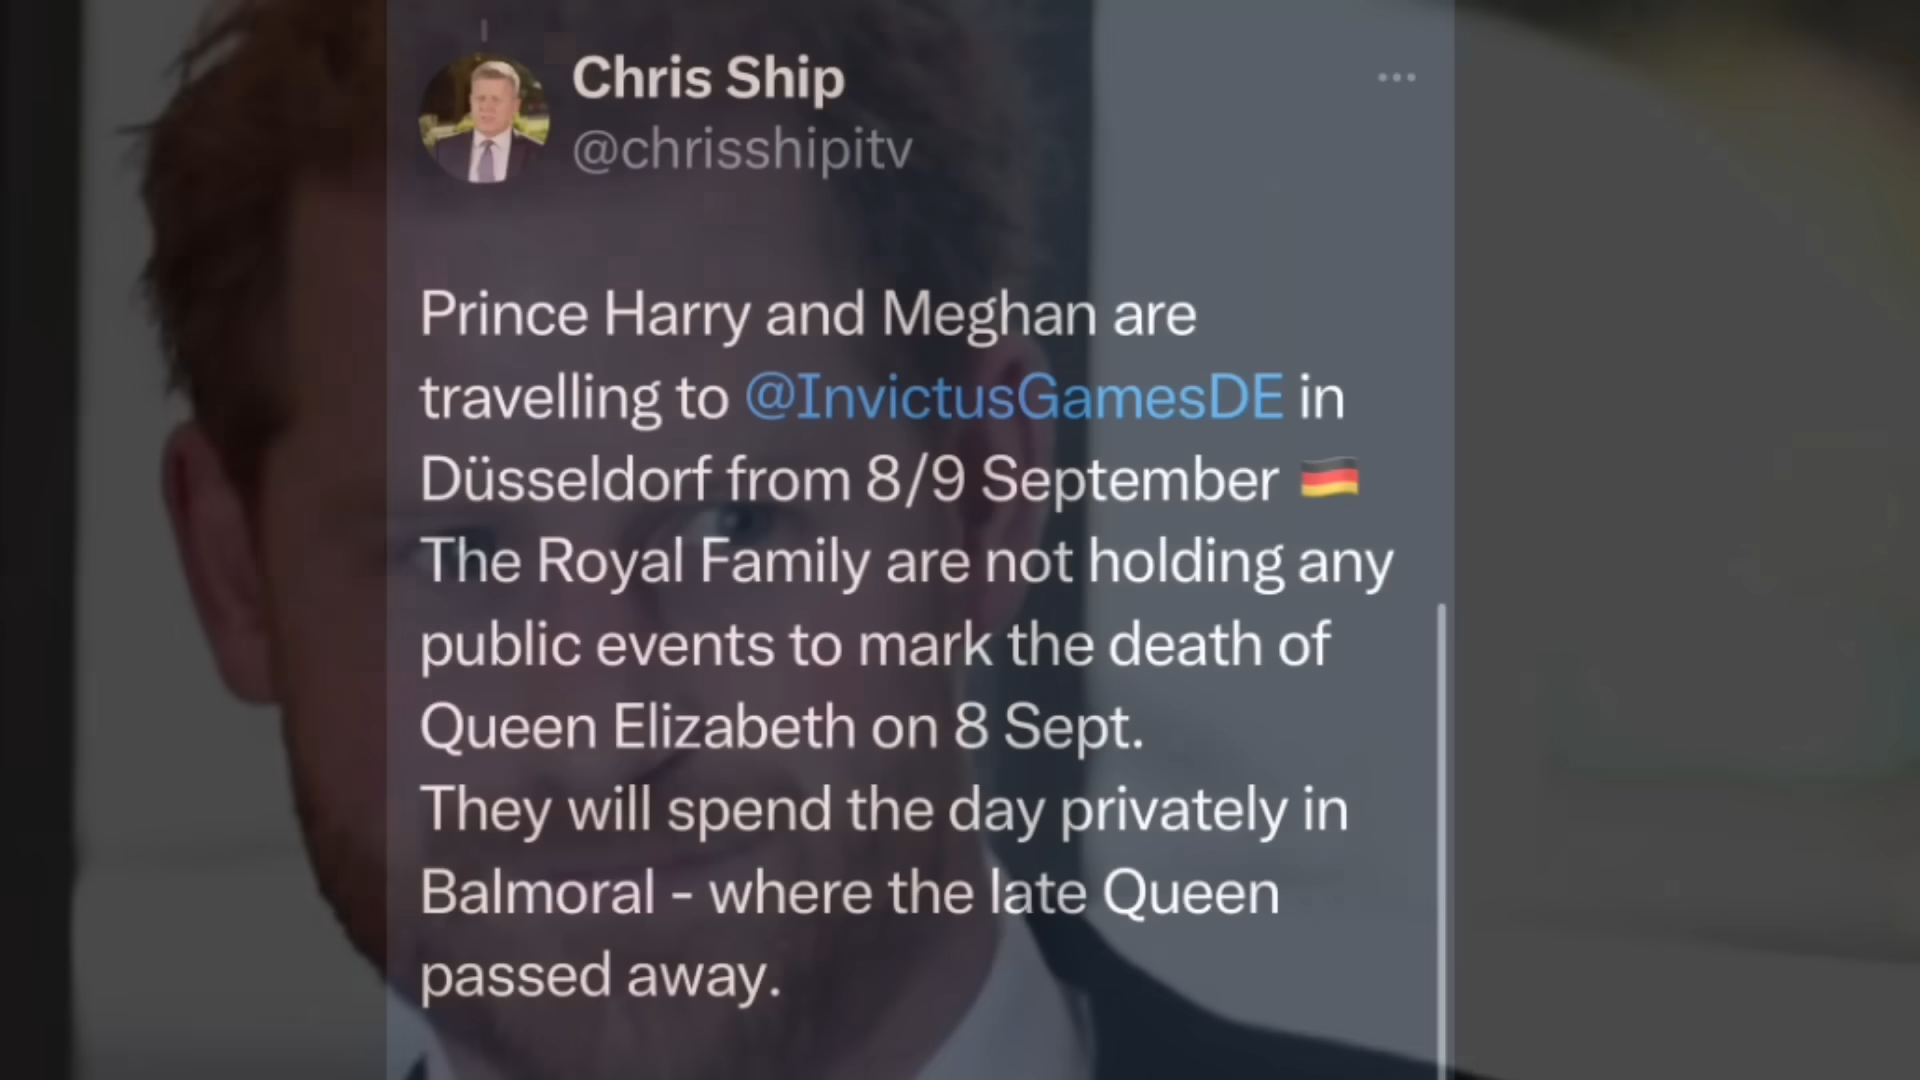 Chris Ship
@chrisshipitv
Prince Harry and Meghan are
travelling to @InvictusGamesDE in
Düsseldorf from 8/9 September 🇩🇪
The Royal Family are not holding any
public events to mark the death of
Queen Elizabeth on 8 Sept.
They will spend the day privately in
Balmoral - where the late Queen
passed away.